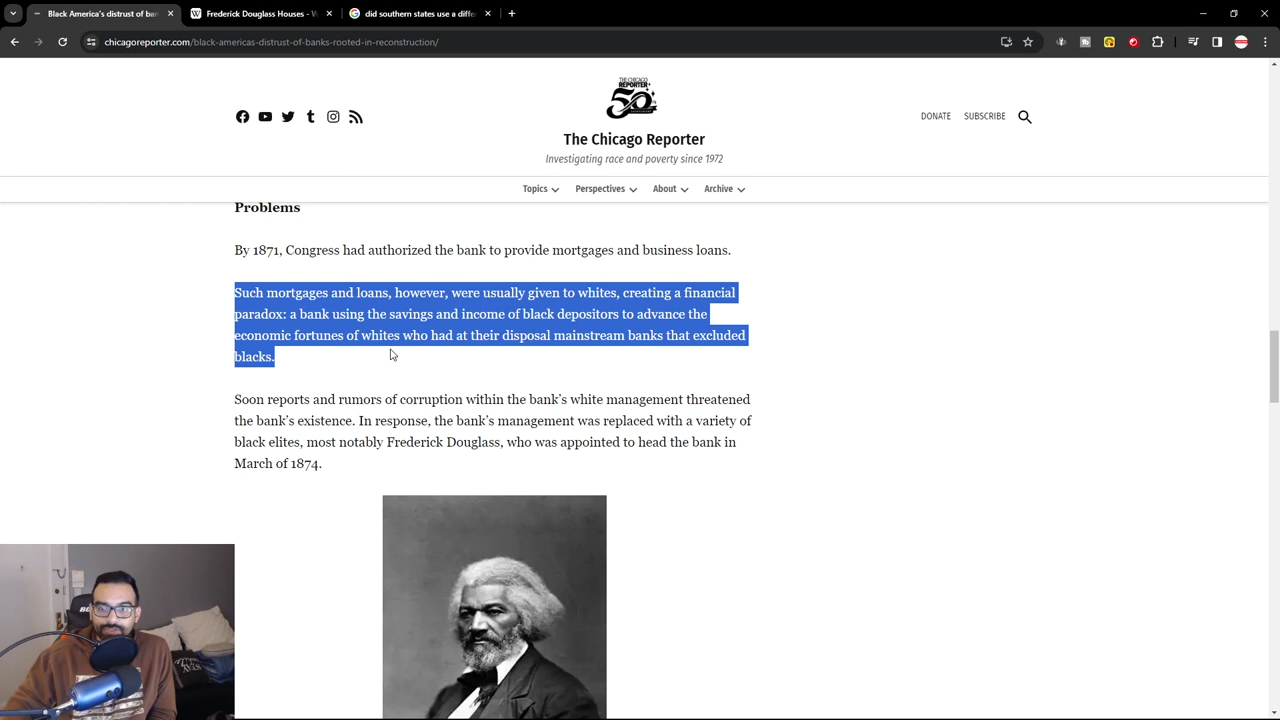 Black America's distrust of ba
Frederick Douglass Houses - W
did southern states use a diffe
chicagoreporter.com/black-americas-distrust-of-banks-rooted-in-reconstruction/
THE CHICAGO
REPORTER
50
DONATE SUBSCRIBE
The Chicago Reporter
Investigating race and poverty since 1972
Topics Perspectives About Archive
Problems
By 1871, Congress had authorized the bank to provide mortgages and business loans.
Such mortgages and loans, however, were usually given to whites, creating a financial
paradox: a bank using the savings and income of black depositors to advance the
economic fortunes of whites who had at their disposal mainstream banks that excluded
blacks.
Soon reports and rumors of corruption within the bank's white management threatened
the bank's existence. In response, the bank's management was replaced with a variety of
black elites, most notably Frederick Douglass, who was appointed to head the bank in
March of 1874.